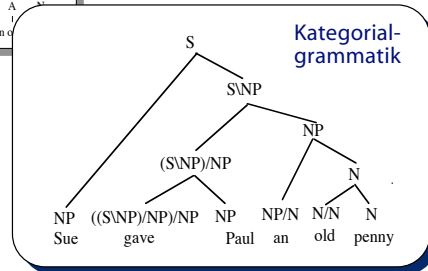 A N
n o
Kategorial-
grammatik
S
S\NP
NP
(S\NP)/NP
N
NP ((S\NP)/NP)/NP NP NP/N N/N N
Sue gave Paul an old penny